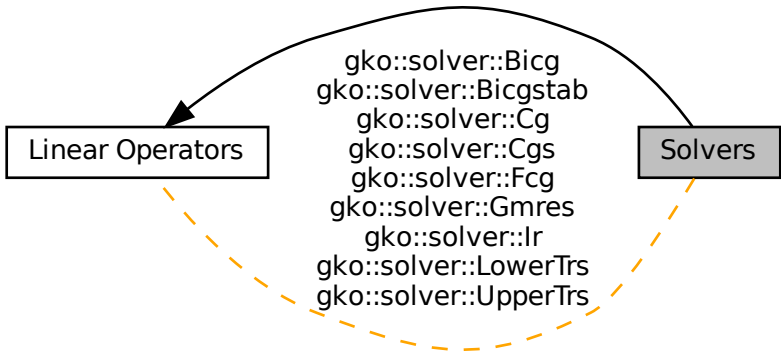 gko::solver::Bicg
gko::solver::Bicgstab
gko::solver::Cg
Linear Operators
gko::solver::Cgs
Solvers
gko::solver::Fcg
gko::solver::Gmres
gko::solver::Ir
gko::solver::LowerTrs
gko::solver::UpperTrs